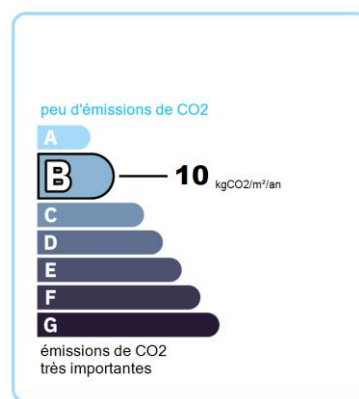 peu d'émissions de CO2
A
B
10 kgCO2/m²/an
C
D
E
F
G
émissions de CO2
très importantes